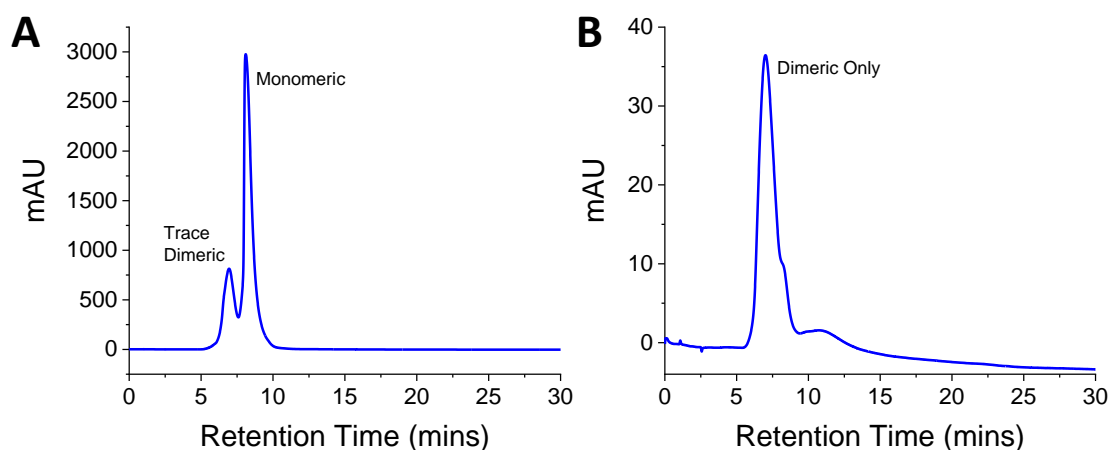 A
3000
2500
2000
1500
1000
500
0
mAU
Monomeric
Trace
Dimeric
0 5 10 15 20 25 30
Retention Time (mins)
B
40
30
20
10
0
mAU
Dimeric Only
0 5 10 15 20 25 30
Retention Time (mins)